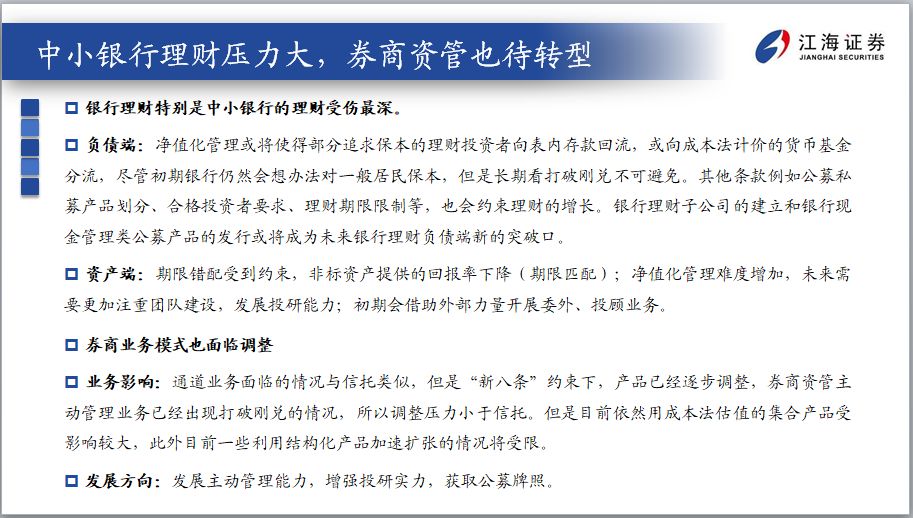 中小银行理财压力大，券商资管也待转型
江海证券
JIANGHAI SECURITIES
银行理财特别是中小银行的理财受伤最深。
负债端：净值化管理或将使得部分追求保本的理财投资者向表内存款回流，或向成本法计价的货币基金
分流，尽管初期银行仍然会想办法对一般居民保本，但是长期看打破刚兑不可避免。其他条款例如公募私
募产品划分、合格投资者要求、理财期限限制等，也会约束理财的增长。银行理财子公司的建立和银行现
金管理类公募产品的发行或将成为未来银行理财负债端新的突破口。
资产端：期限错配受到约束，非标资产提供的回报率下降（期限匹配）；净值化管理难度增加，未来需
要更加注重团队建设，发展投研能力；初期会借助外部力量开展委外、投顾业务。
券商业务模式也面临调整
业务影响：通道业务面临的情况与信托类似，但是“新八条”约束下，产品已经逐步调整，券商资管主
动管理业务已经出现打破刚兑的情况，所以调整压力小于信托。但是目前依然用成本法估值的集合产品受
影响较大，此外目前一些利用结构化产品加速扩张的情况将受限。
发展方向：发展主动管理能力，增强投研实力，获取公募牌照。